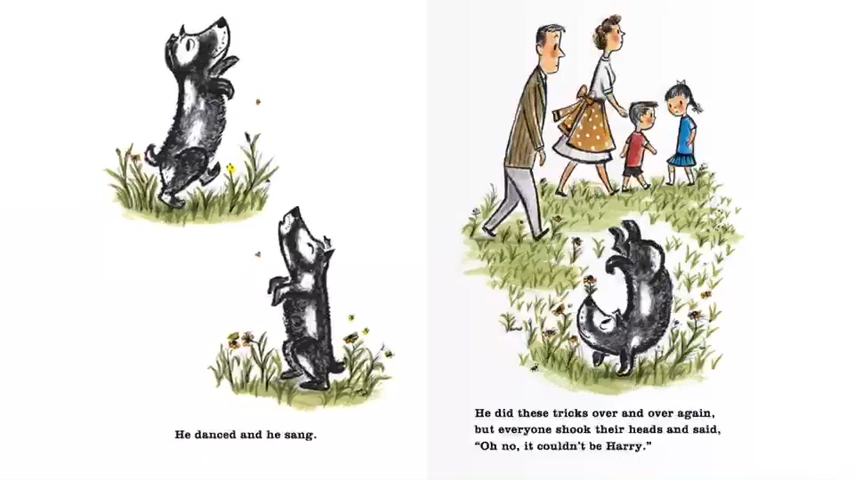 He danced and he sang.
He did these tricks over and over again,
but everyone shook their heads and said,
“Oh no, it couldn’t be Harry.”